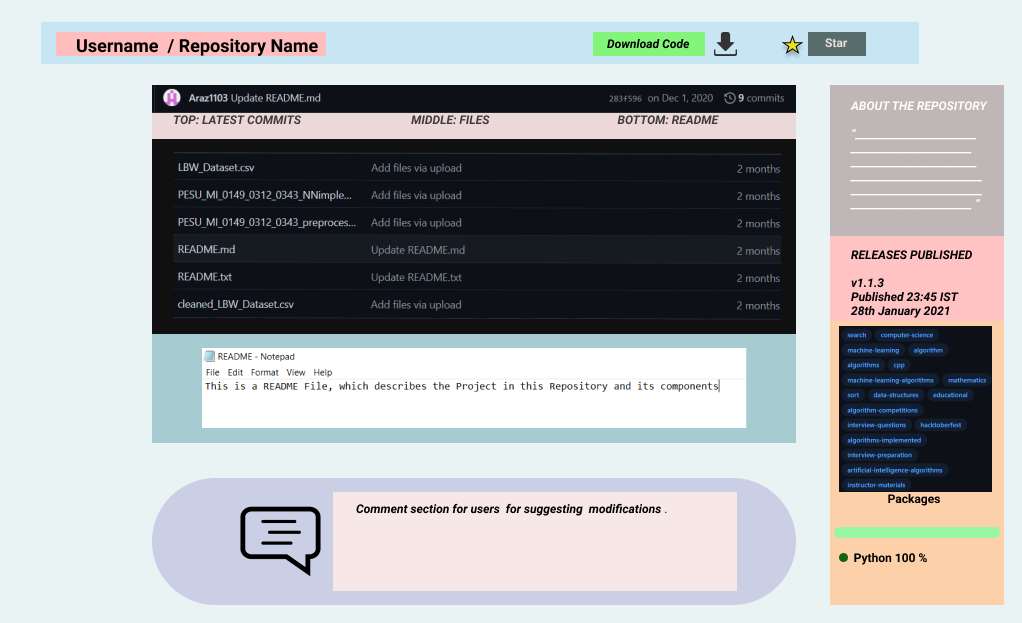 Username / Repository Name
Download Code
Star
Araz1103 Update README.md
283f596 on Dec 1, 2020 9 commits
TOP: LATEST COMMITS MIDDLE: FILES BOTTOM: README
LBW_Dataset.csv Add files via upload 2 months
PESU_MI_0149_0312_0343_NNimple... Add files via upload 2 months
PESU_MI_0149_0312_0343_preproces... Add files via upload 2 months
README.md Update README.md 2 months
README.txt Update README.txt 2 months
cleaned_LBW_Dataset.csv Add files via upload 2 months
README - Notepad
File Edit Format View Help
This is a README File, which describes the Project in this Repository and its components
Comment section for users for suggesting modifications .
ABOUT THE REPOSITORY
“
“
RELEASES PUBLISHED
v1.1.3
Published 23:45 IST
28th January 2021
search computer-science
machine-learning algorithm
algorithms cpp
machine-learning-algorithms mathematics
sort data-structures educational
algorithm-competitions
interview-questions hacktoberfest
algorithms-implemented
interview-preparation
artificial-intelligence-algorithms
instructor-materials
Packages
Python 100 %